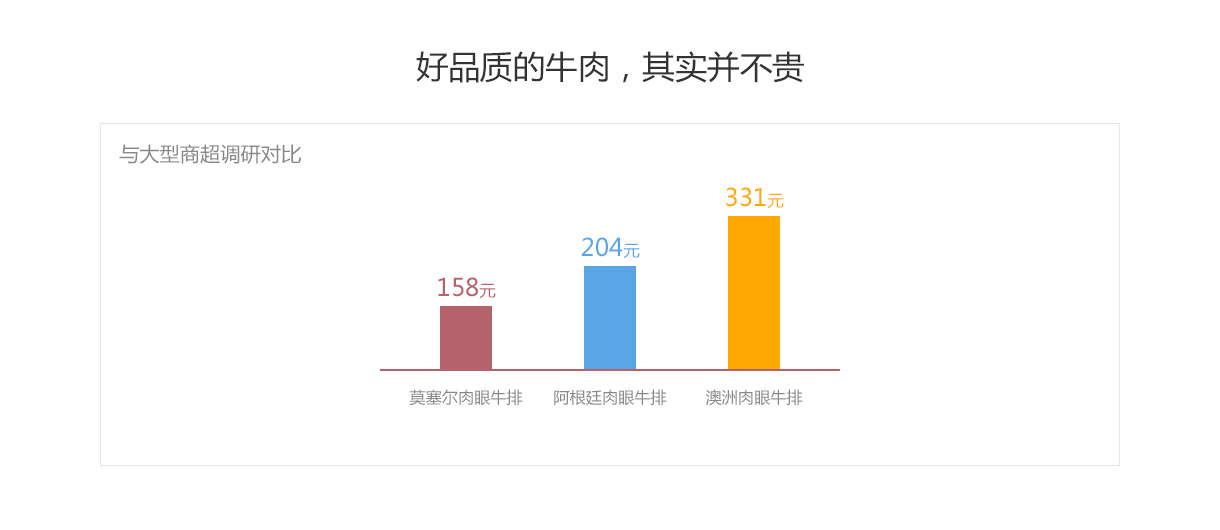 好品质的牛肉，其实并不贵
与大型商超调研对比
331元
204元
158元
莫塞尔肉眼牛排 阿根廷肉眼牛排 澳洲肉眼牛排